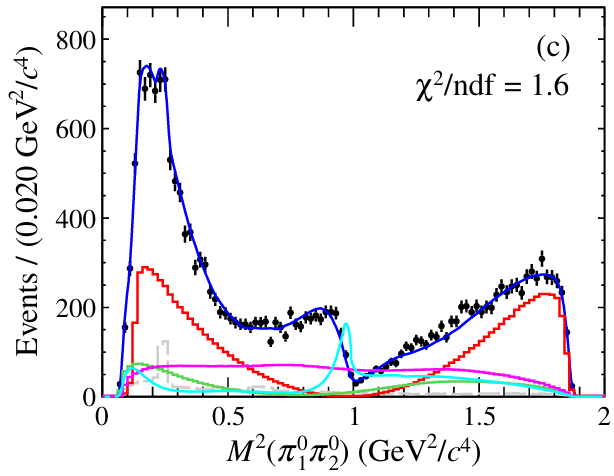 (c)
χ²/ndf = 1.6
Events / (0.020 GeV²/c⁴)
800
600
400
200
0
0 0.5 1 1.5 2
M²(π⁰₁π⁰₂) (GeV²/c⁴)